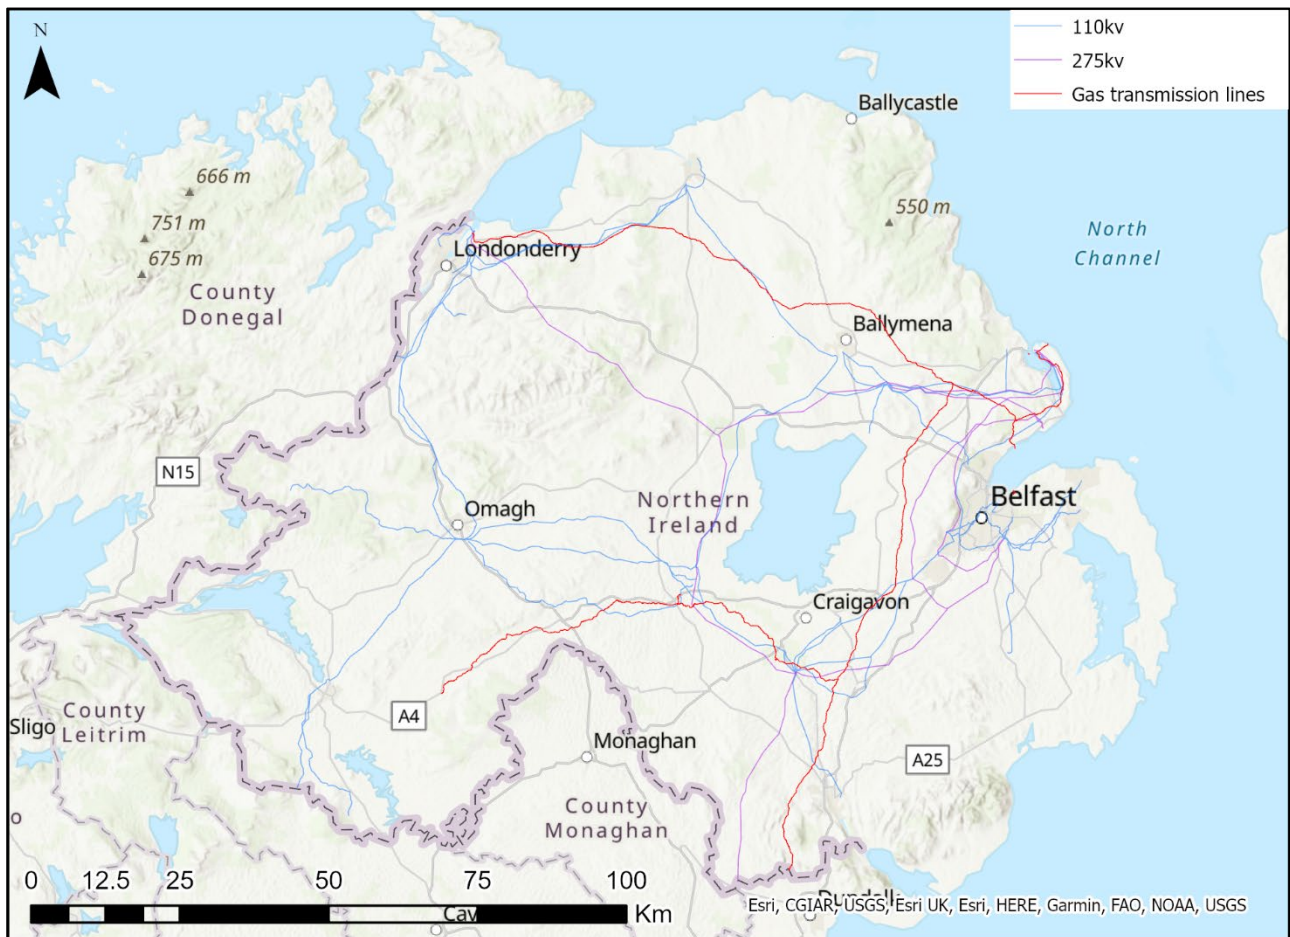 N
110kv
275kv
Gas transmission lines
Ballycastle
666 m
550 m
751 m
North
Channel
Londonderry
675 m
County
Donegal
Ballymena
N15
Belfast
Omagh
Northern
Ireland
Craigavon
A4
County
Leitrim
Sligo
Monaghan
A25
County
Monaghan
o
0 12.5 25 50 75 100
Km
Cav
Esri, CGIAR, USGS, Esri UK, Esri, HERE, Garmin, FAO, NOAA, USGS